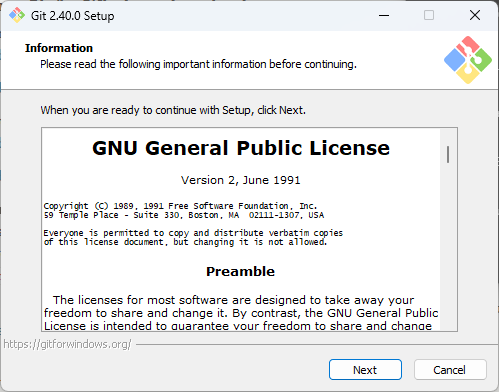 Git 2.40.0 Setup
Information
Please read the following important information before continuing.
When you are ready to continue with Setup, click Next.
GNU General Public License
Version 2, June 1991
Copyright (C) 1989, 1991 Free Software Foundation, Inc.
59 Temple Place - Suite 330, Boston, MA  02111-1307, USA
Everyone is permitted to copy and distribute verbatim copies
of this license document, but changing it is not allowed.
Preamble
The licenses for most software are designed to take away your
freedom to share and change it. By contrast, the GNU General Public
License is intended to guarantee your freedom to share and change
https://gitforwindows.org/
Next
Cancel